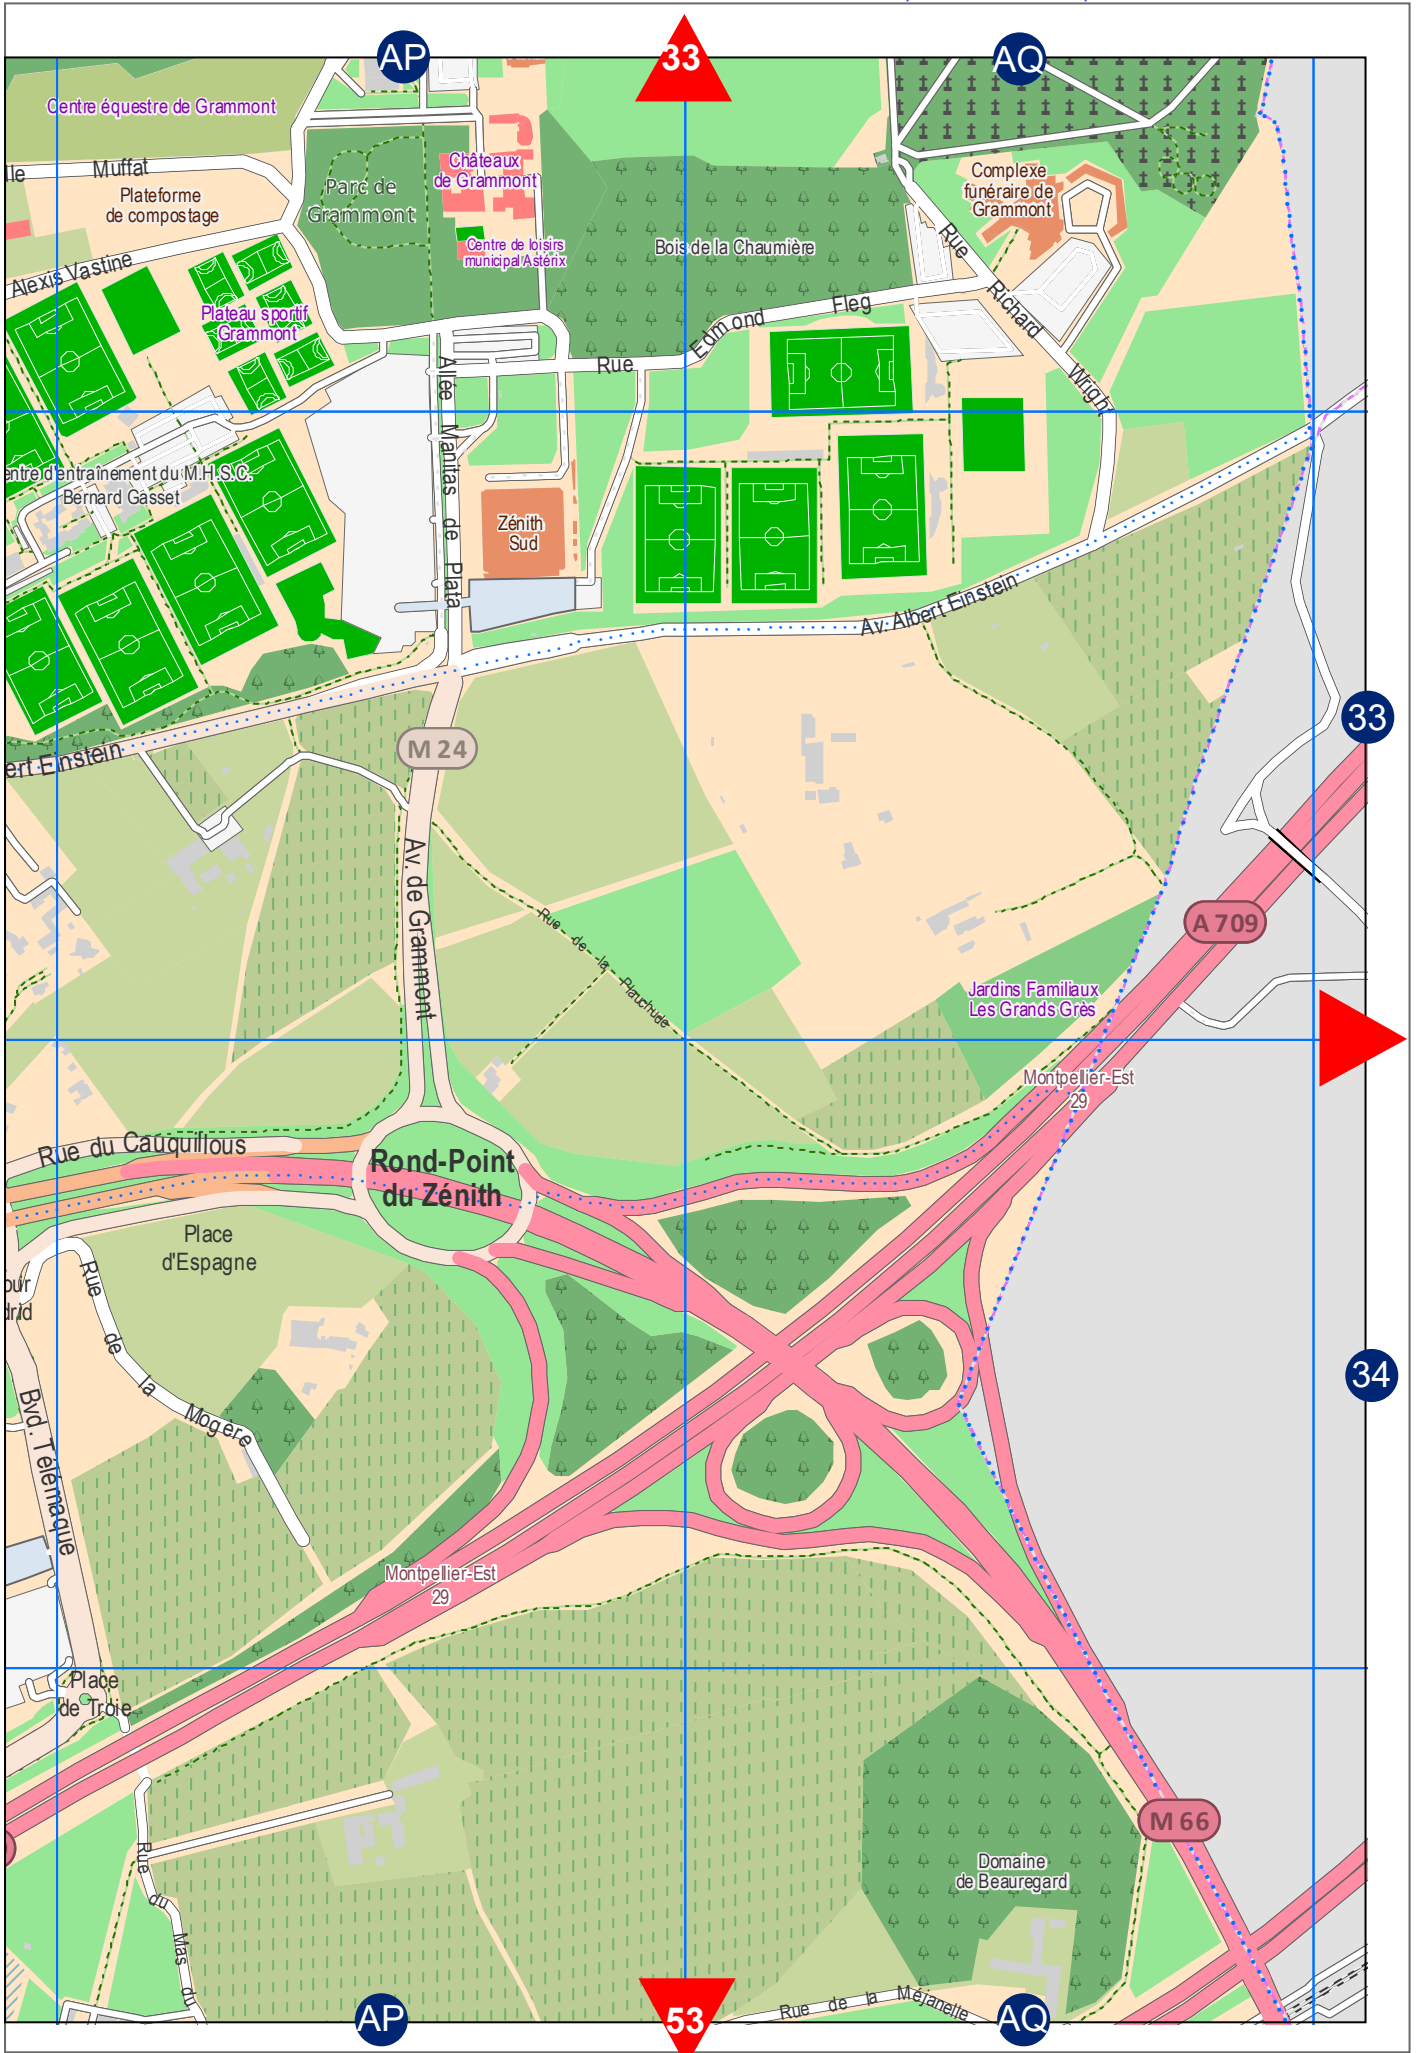 AP
33
AQ
Centre équestre de Grammont
lle
Muffat
Plateforme
de compostage
Parc de
Grammont
Châteaux
de Grammont
Centre de loisirs
municipal Astérix
Bois de la Chaumière
Complexe
funéraire de
Grammont
Rue Richard Wright
Alexis Vastine
Plateau sportif
Grammont
Rue Edmond Fleg
Allée Manitas de Plata
entre d'entraînement du M.H.S.C.
Bernard Gasset
Zénith
Sud
Av. Albert Einstein
33
ert Einstein
M 24
Av. de Grammont
Rue de la Plauchude
A 709
Jardins Familiaux
Les Grands Grès
Montpellier-Est
29
Rue du Cauquillous
Rond-Point
du Zénith
Place
d'Espagne
our
drid
Rue de la Mogère
34
Bvd. Télémaque
Montpellier-Est
29
Place
de Troie
M 66
Domaine
de Beauregard
Rue du Mas du
Rue de la Méjanelle
AP
53
AQ